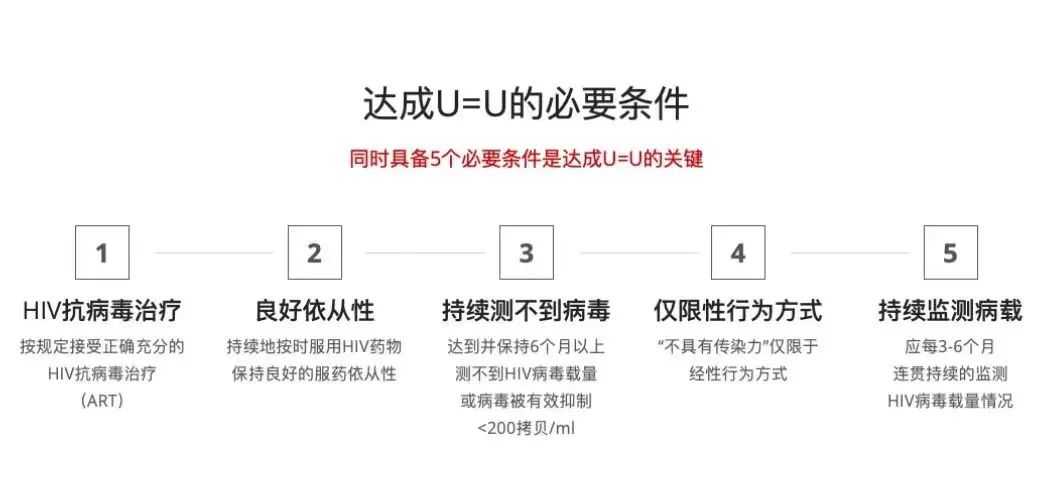 达成U=U的必要条件
同时具备5个必要条件是达成U=U的关键
1
HIV抗病毒治疗
按规定接受正确充分的
HIV抗病毒治疗
（ART）
2
良好依从性
持续地按时服用HIV药物
保持良好的服药依从性
3
持续测不到病毒
达到并保持6个月以上
测不到HIV病毒载量
或病毒被有效抑制
<200拷贝/ml
4
仅限性行为方式
“不具有传染力”仅限于
经性行为方式
5
持续监测病载
应每3-6个月
连贯持续的监测
HIV病毒载量情况